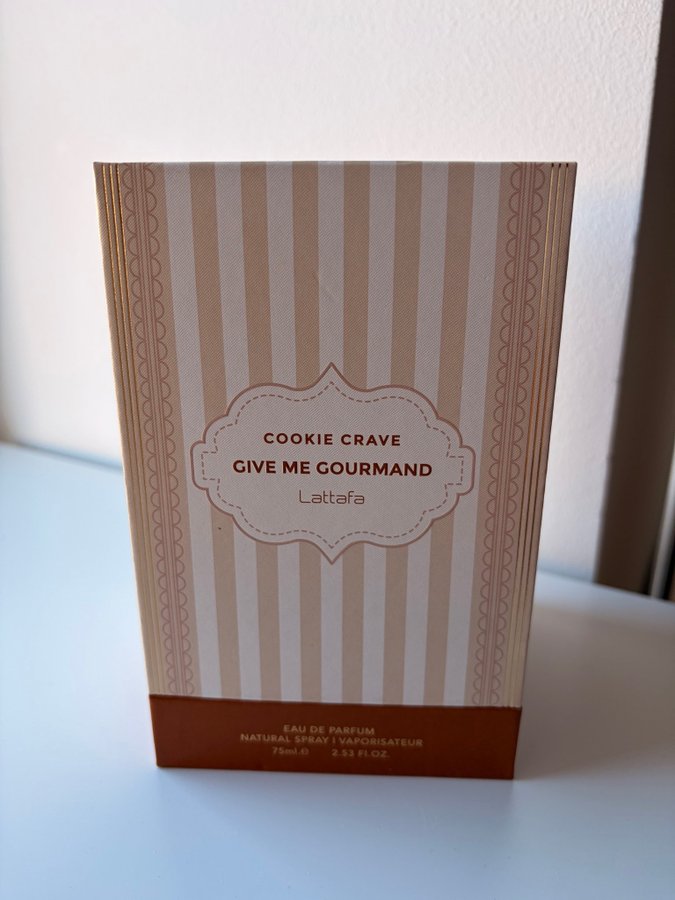 COOKIE CRAVE
GIVE ME GOURMAND
Lattafa
EAU DE PARFUM
NATURAL SPRAY | VAPORISATEUR
75ml.℮ 2.53 FL.OZ.